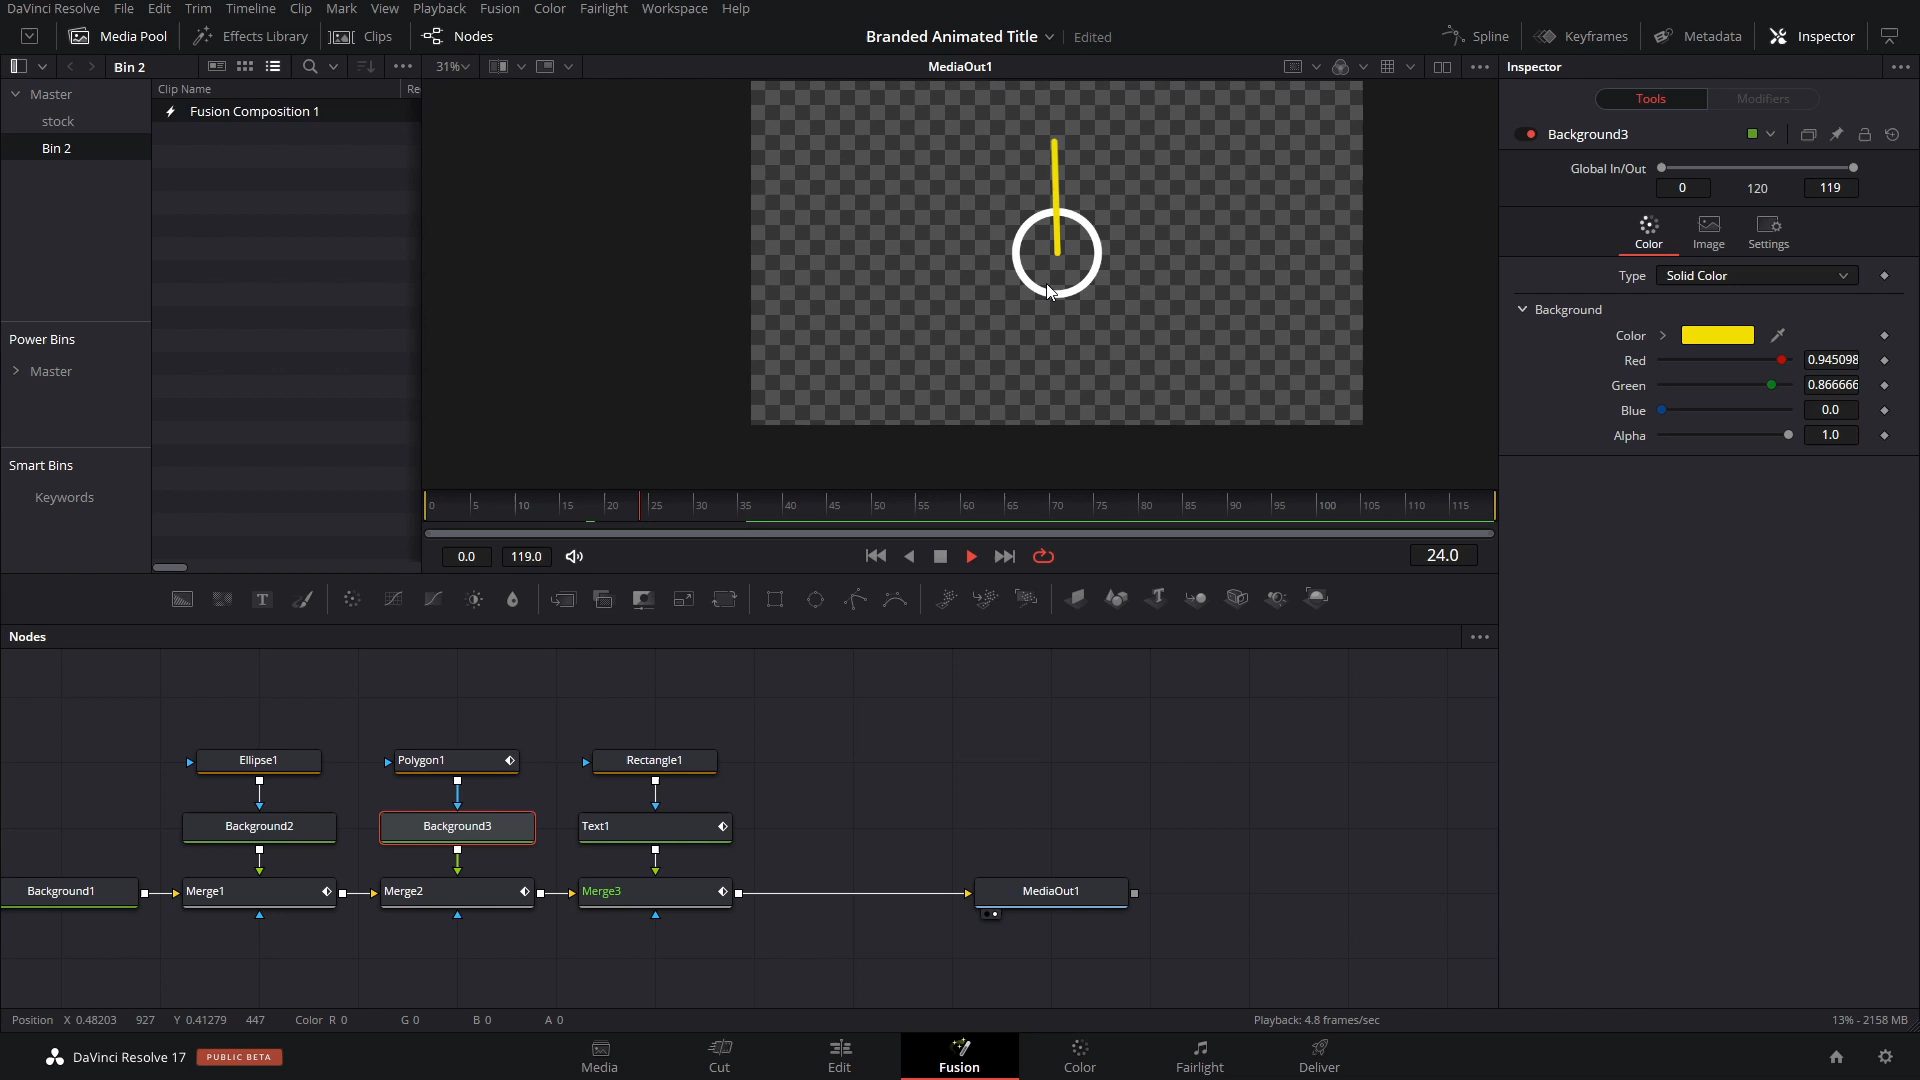 DaVinci Resolve File Edit Trim Timeline Clip Mark View Playback Fusion Color Fairlight Workspace Help
Media Pool Effects Library Clips Nodes Branded Animated Title Edited Spline Keyframes Metadata Inspector
Bin 2 31% MediaOut1 Inspector
Master
stock
Bin 2
Clip Name Re
Fusion Composition 1
Power Bins
Master
Smart Bins
Keywords
0 5 10 15 20 25 30 35 40 45 50 55 60 65 70 75 80 85 90 95 100 105 110 115
0.0 119.0 24.0
Tools Modifiers
Background3
Global In/Out
0 120 119
Color Image Settings
Type Solid Color
Background
Color
Red 0.945098
Green 0.866666
Blue 0.0
Alpha 1.0
Nodes
Ellipse1 Polygon1 Rectangle1
Background2 Background3 Text1
Background1 Merge1 Merge2 Merge3 MediaOut1
Position X 0.48203 927 Y 0.41279 447 Color R 0 G 0 B 0 A 0 Playback: 4.8 frames/sec 13% - 2158 MB
DaVinci Resolve 17 PUBLIC BETA Media Cut Edit Fusion Color Fairlight Deliver